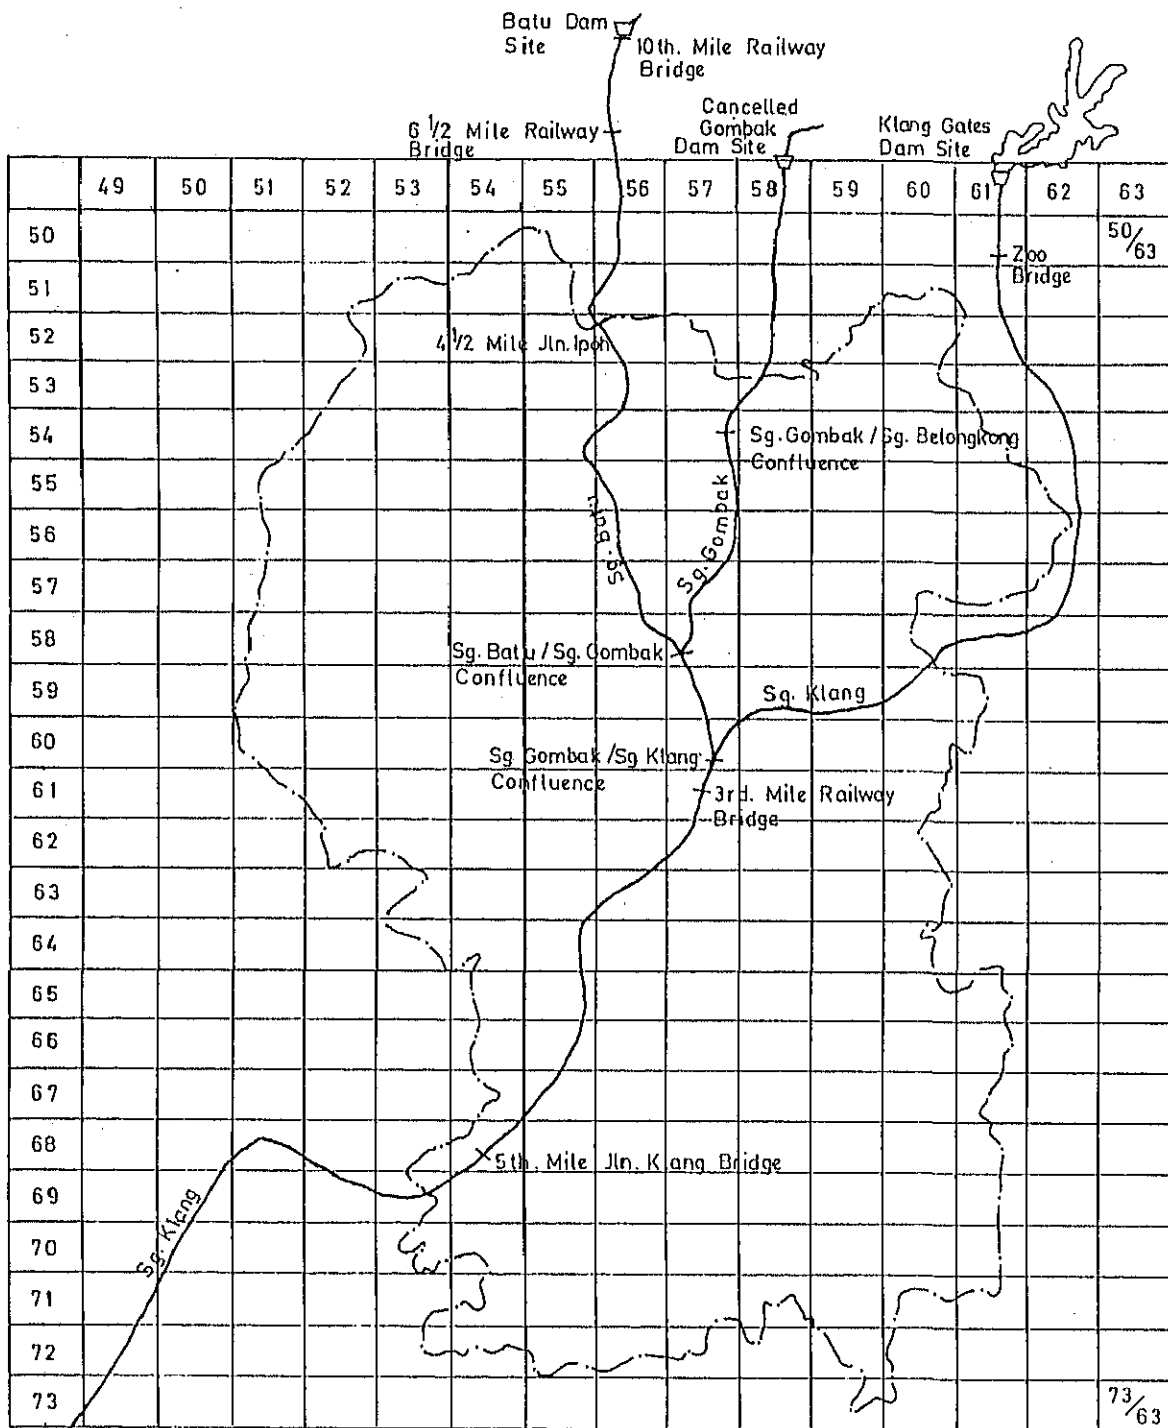 Batu Dam
Site
10th. Mile Railway
Bridge
6 1/2 Mile Railway
Bridge
Cancelled
Gombak
Dam Site
Klang Gates
Dam Site
49 50 51 52 53 54 55 56 57 58 59 60 61 62 63
50
50/63
Zoo
Bridge
51
52
4 1/2 Mile Jln. Ipoh
53
54
Sg. Gombak / Sg. Belongkong
Confluence
55
Sg. Batu
Sg. Gombak
56
57
58
Sg. Batu / Sg. Gombak
Confluence
59
Sg. Klang
60
Sg Gombak / Sg Klang
Confluence
61
3rd. Mile Railway
Bridge
62
63
64
65
66
67
68
5th. Mile Jln. Klang Bridge
69
Sg. Klang
70
71
72
73
73/63